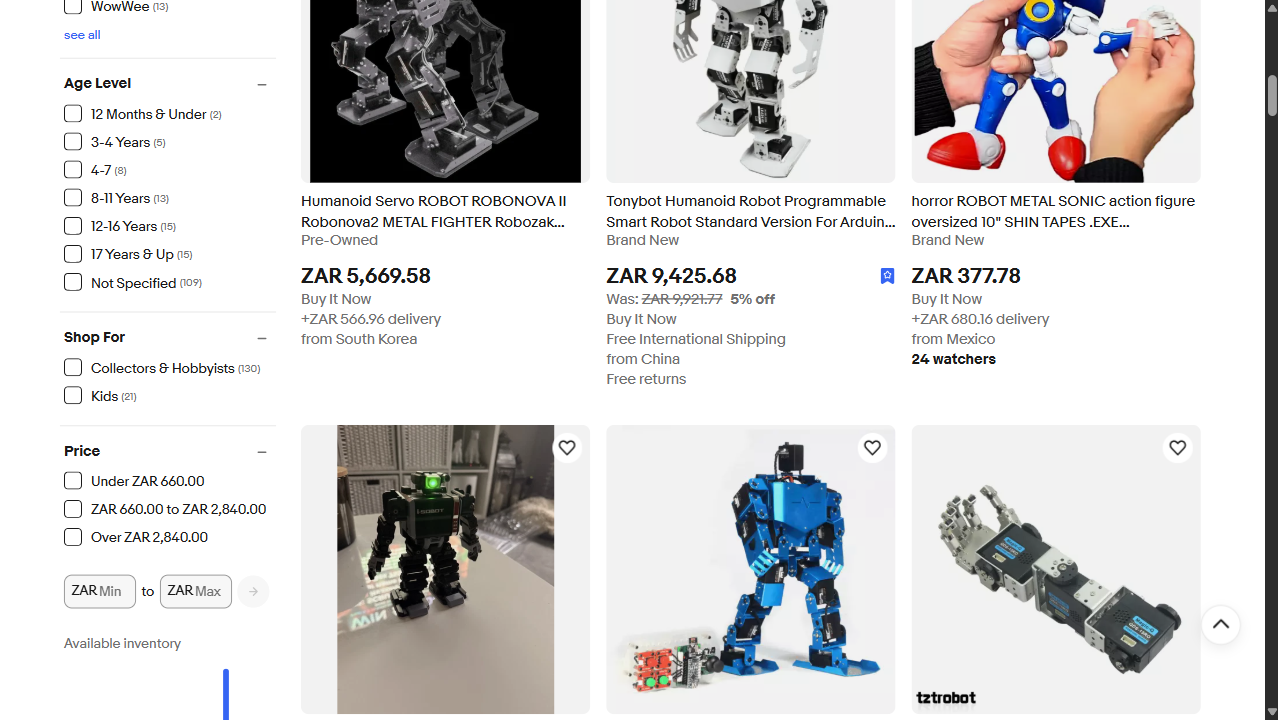 WowWee (13)
see all
Age Level
12 Months & Under (2)
3-4 Years (5)
4-7 (8)
8-11 Years (13)
12-16 Years (15)
17 Years & Up (15)
Not Specified (109)
Shop For
Collectors & Hobbyists (130)
Kids (21)
Price
Under ZAR 660.00
ZAR 660.00 to ZAR 2,840.00
Over ZAR 2,840.00
ZAR Min to ZAR Max
Available inventory
Humanoid Servo ROBOT ROBONOVA II
Robonova2 METAL FIGHTER Robozak...
Pre-Owned
ZAR 5,669.58
Buy It Now
+ZAR 566.96 delivery
from South Korea
Tonybot Humanoid Robot Programmable
Smart Robot Standard Version For Arduin...
Brand New
ZAR 9,425.68
Was: ZAR 9,921.77 5% off
Buy It Now
Free International Shipping
from China
Free returns
horror ROBOT METAL SONIC action figure
oversized 10" SHIN TAPES .EXE...
Brand New
ZAR 377.78
Buy It Now
+ZAR 680.16 delivery
from Mexico
24 watchers
tztrobot